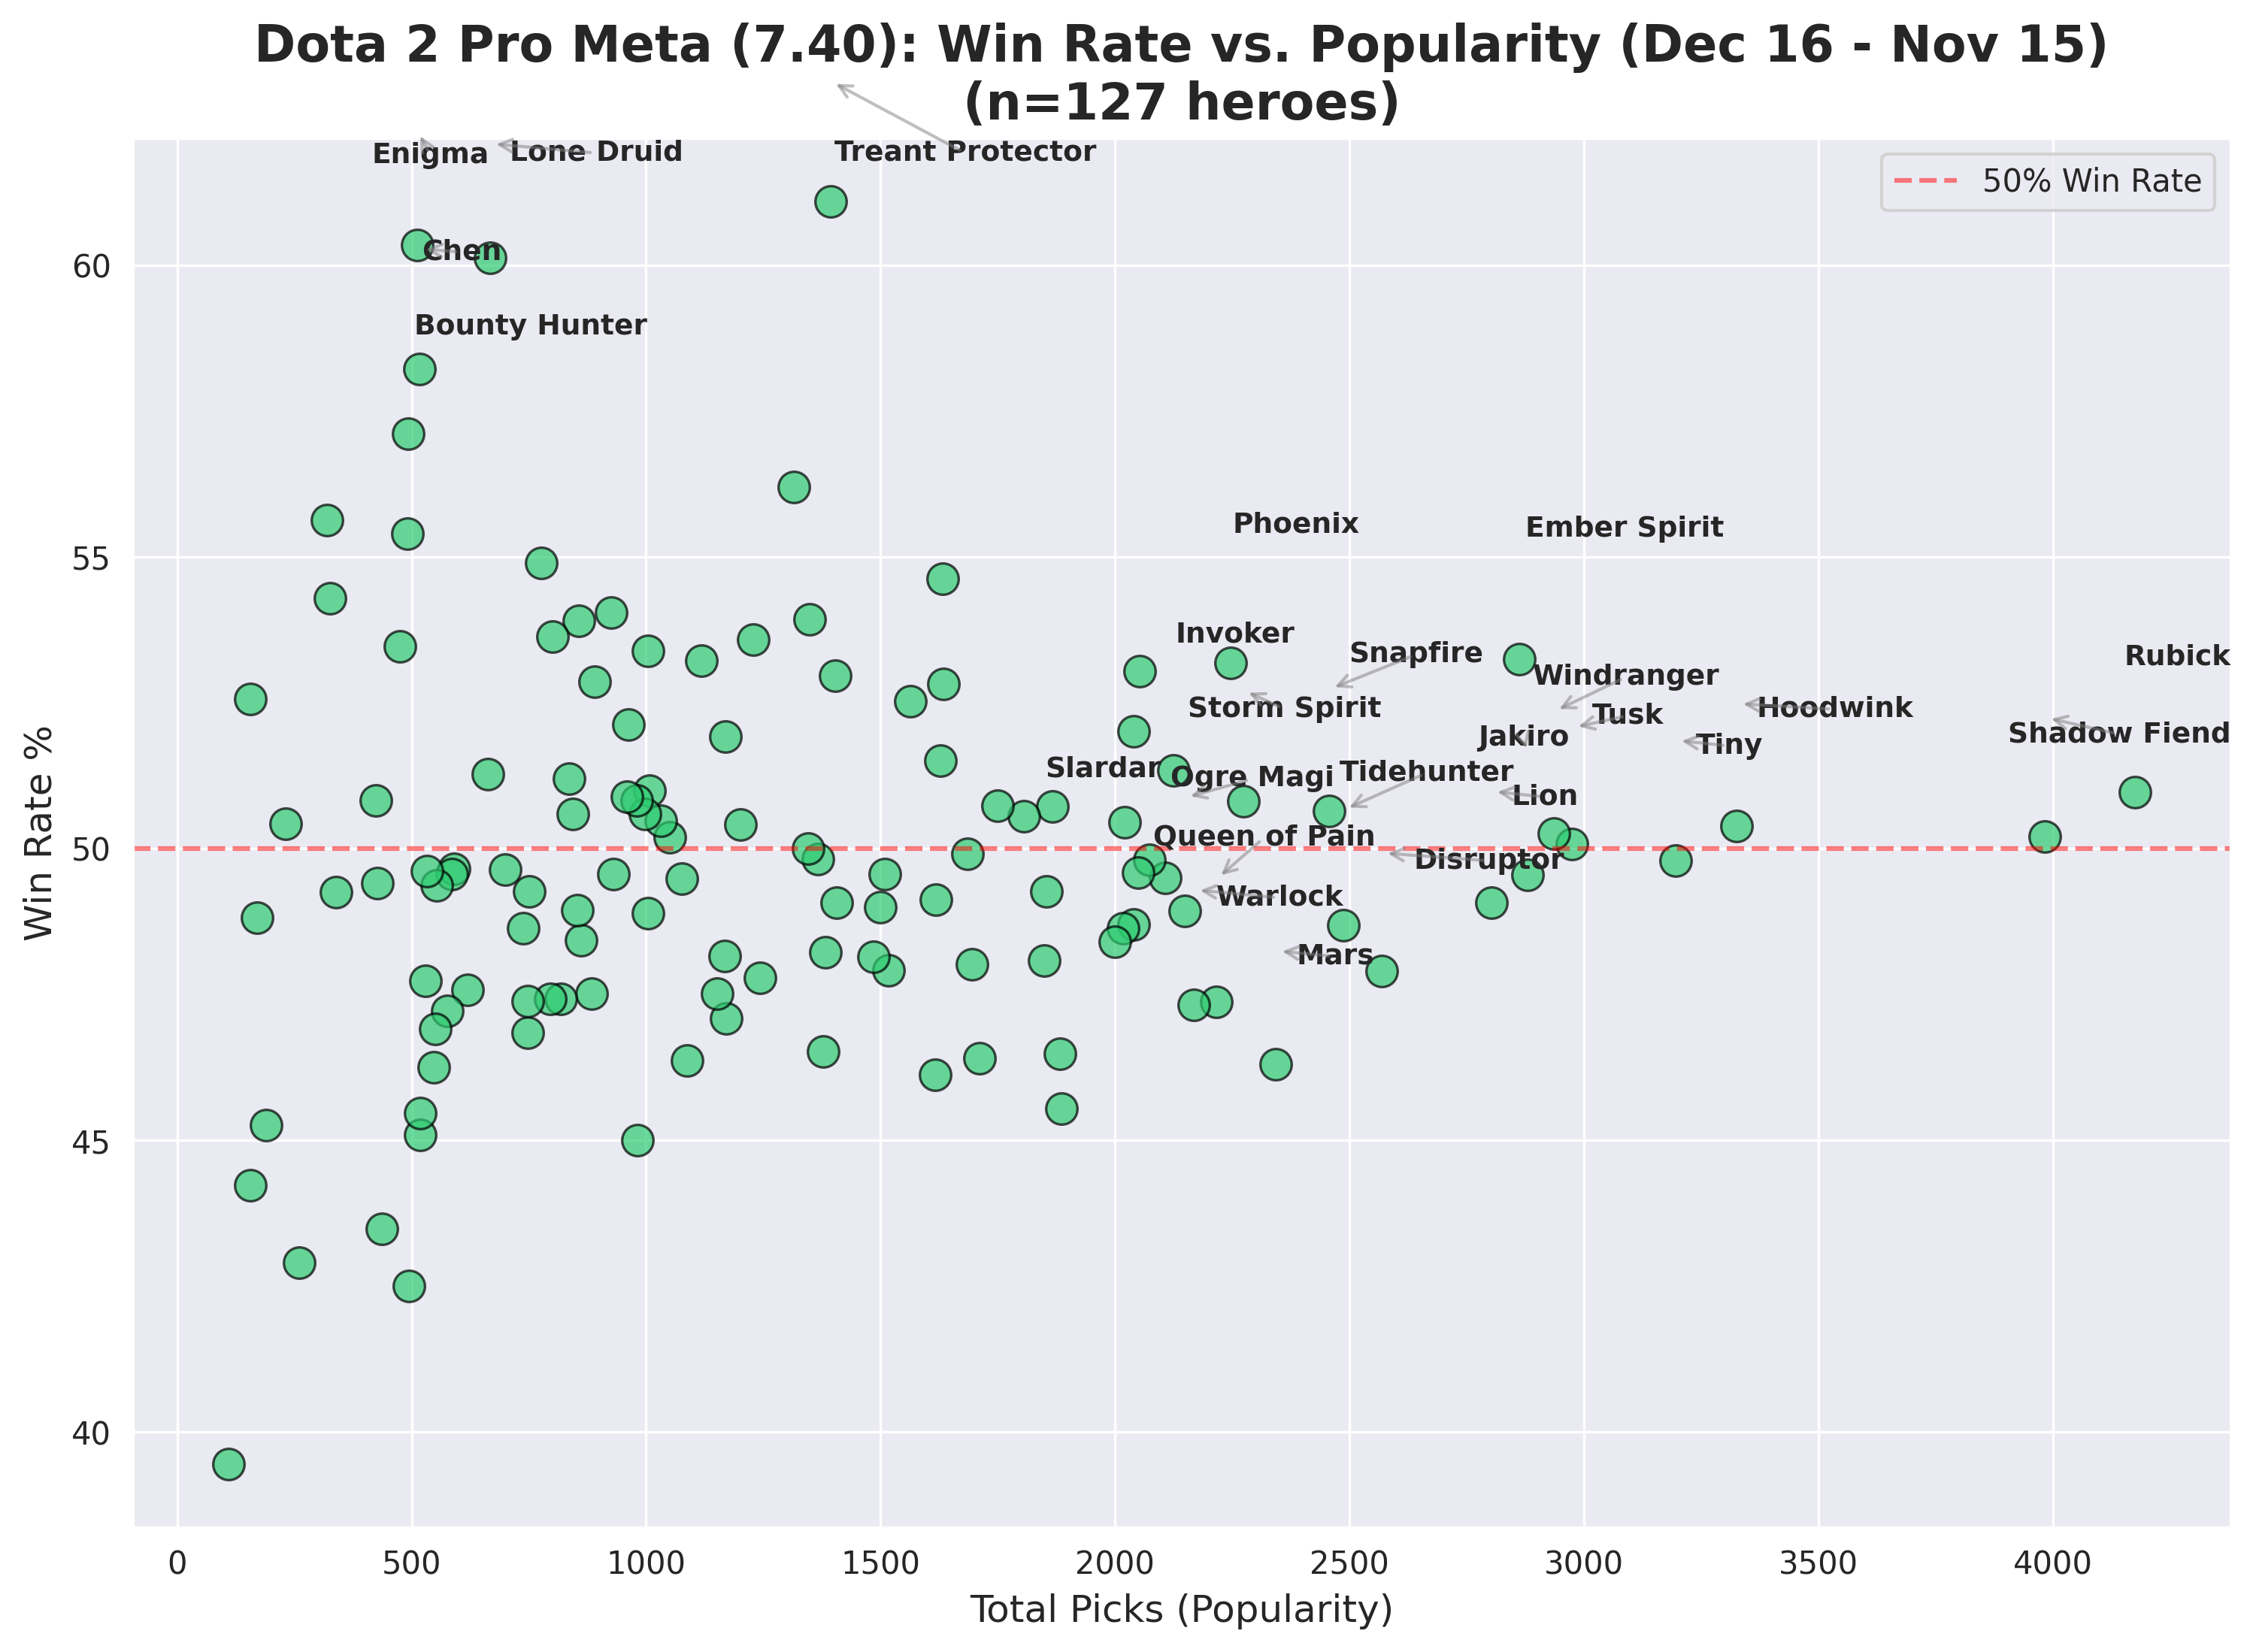 Dota 2 Pro Meta (7.40): Win Rate vs. Popularity (Dec 16 - Nov 15)
(n=127 heroes)
Enigma
Lone Druid
Treant Protector
50% Win Rate
Chen
Bounty Hunter
Phoenix
Ember Spirit
Invoker
Snapfire
Rubick
Windranger
Storm Spirit
Tusk
Hoodwink
Jakiro
Tiny
Shadow Fiend
Slardar
Ogre Magi
Tidehunter
Lion
Queen of Pain
Disruptor
Warlock
Mars
60
55
50
45
40
Win Rate %
0 500 1000 1500 2000 2500 3000 3500 4000
Total Picks (Popularity)